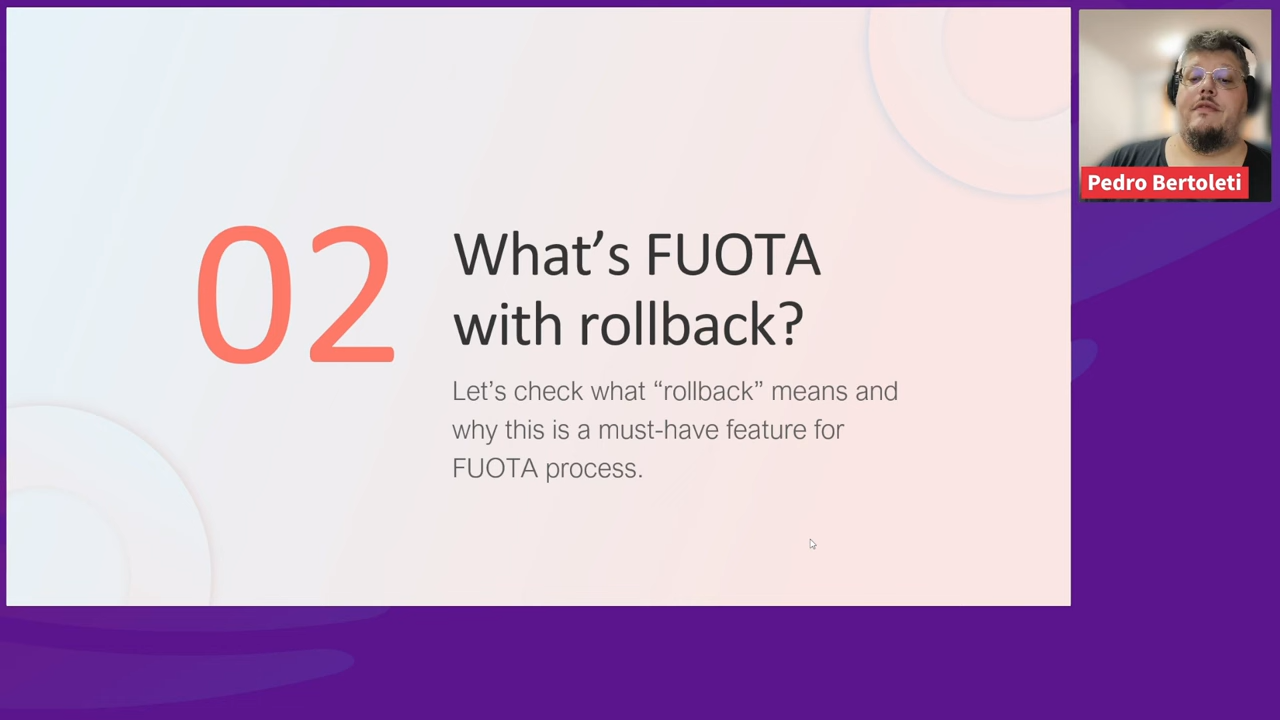 02
What’s FUOTA
with rollback?
Let’s check what “rollback” means and
why this is a must-have feature for
FUOTA process.
Pedro Bertoleti